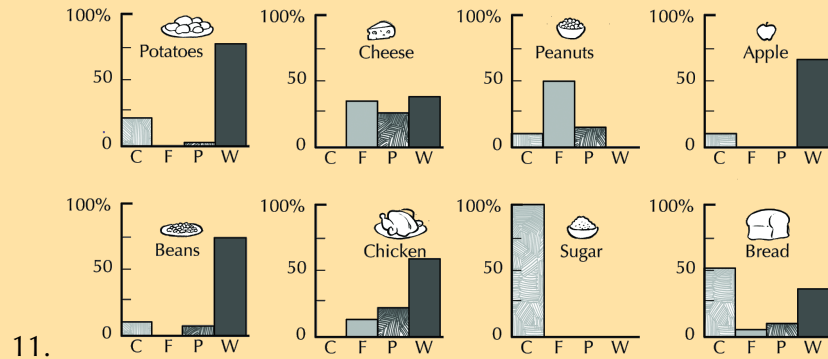 100% 100% 100% 100%
Potatoes Cheese Peanuts Apple
50 50 50 50
0 0 0 0
C F P W C F P W C F P W C F P W
100% 100% 100% 100%
Beans Chicken Sugar Bread
50 50 50 50
0 0 0 0
11. C F P W C F P W C F P W C F P W